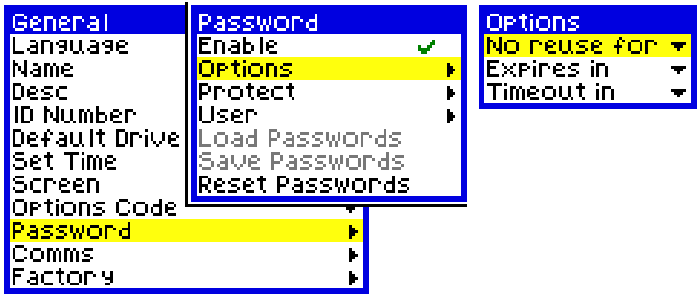 General
Language
Name
Desc
ID Number
Default Drive
Set Time
Screen
Options Code
Password
Comms
Factory
Password
Enable
Options
Protect
User
Load Passwords
Save Passwords
Reset Passwords
Options
No reuse for
Expires in
Timeout in